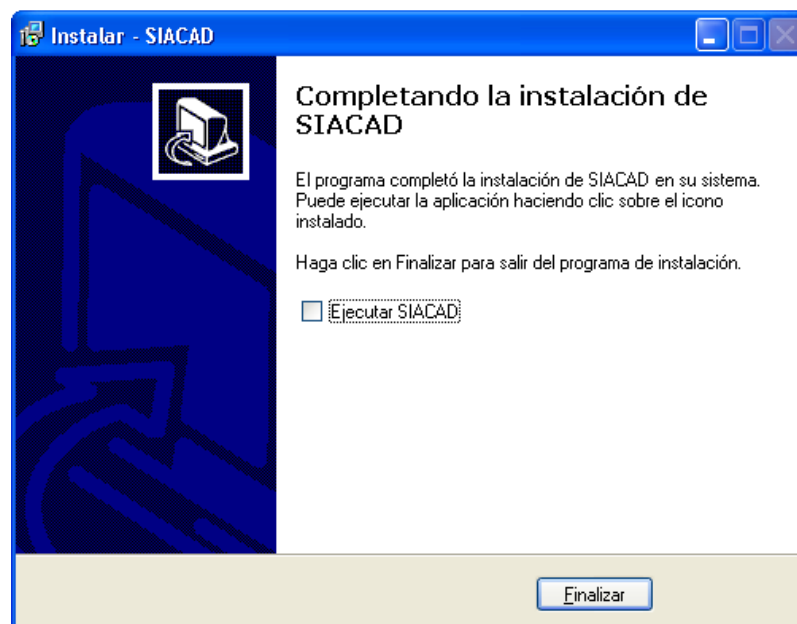 Instalar - SIACAD
Completando la instalación de
SIACAD
El programa completó la instalación de SIACAD en su sistema.
Puede ejecutar la aplicación haciendo clic sobre el icono
instalado.
Haga clic en Finalizar para salir del programa de instalación.
Ejecutar SIACAD
Finalizar